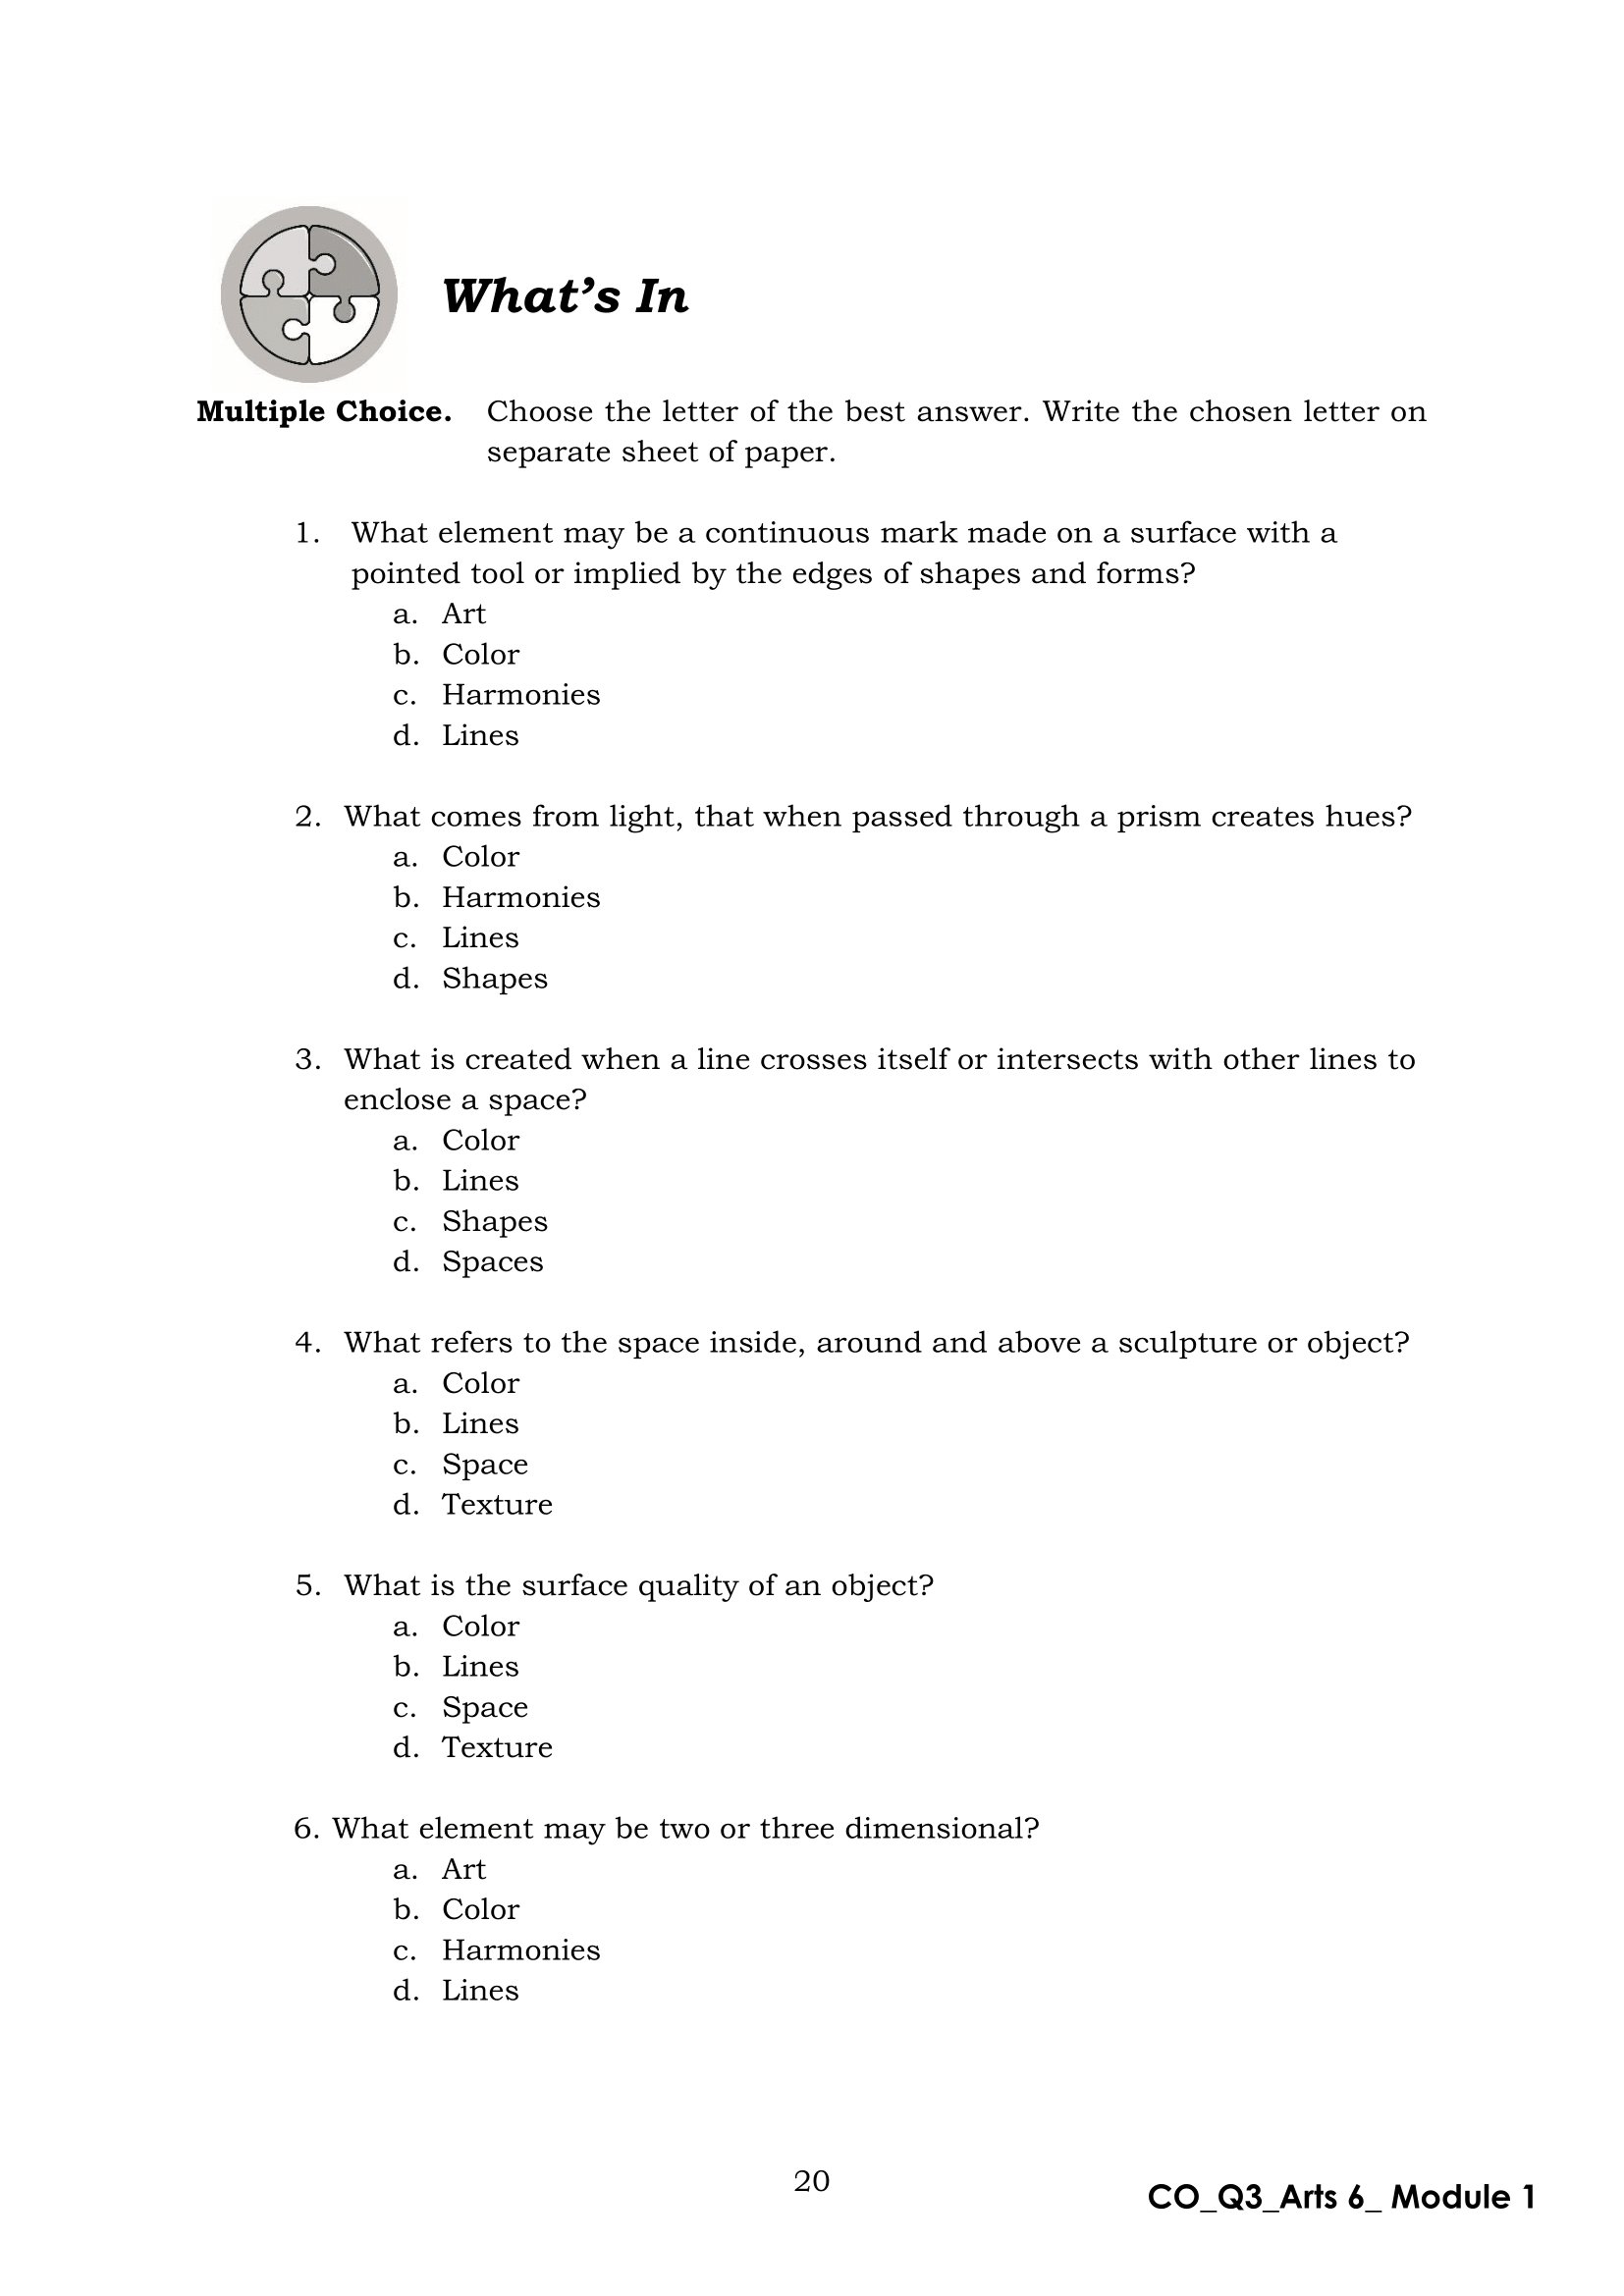 What’s In
Multiple Choice. Choose the letter of the best answer. Write the chosen letter on
separate sheet of paper.
1. What element may be a continuous mark made on a surface with a
pointed tool or implied by the edges of shapes and forms?
a. Art
b. Color
c. Harmonies
d. Lines
2. What comes from light, that when passed through a prism creates hues?
a. Color
b. Harmonies
c. Lines
d. Shapes
3. What is created when a line crosses itself or intersects with other lines to
enclose a space?
a. Color
b. Lines
c. Shapes
d. Spaces
4. What refers to the space inside, around and above a sculpture or object?
a. Color
b. Lines
c. Space
d. Texture
5. What is the surface quality of an object?
a. Color
b. Lines
c. Space
d. Texture
6. What element may be two or three dimensional?
a. Art
b. Color
c. Harmonies
d. Lines
20
CO_Q3_Arts 6_ Module 1